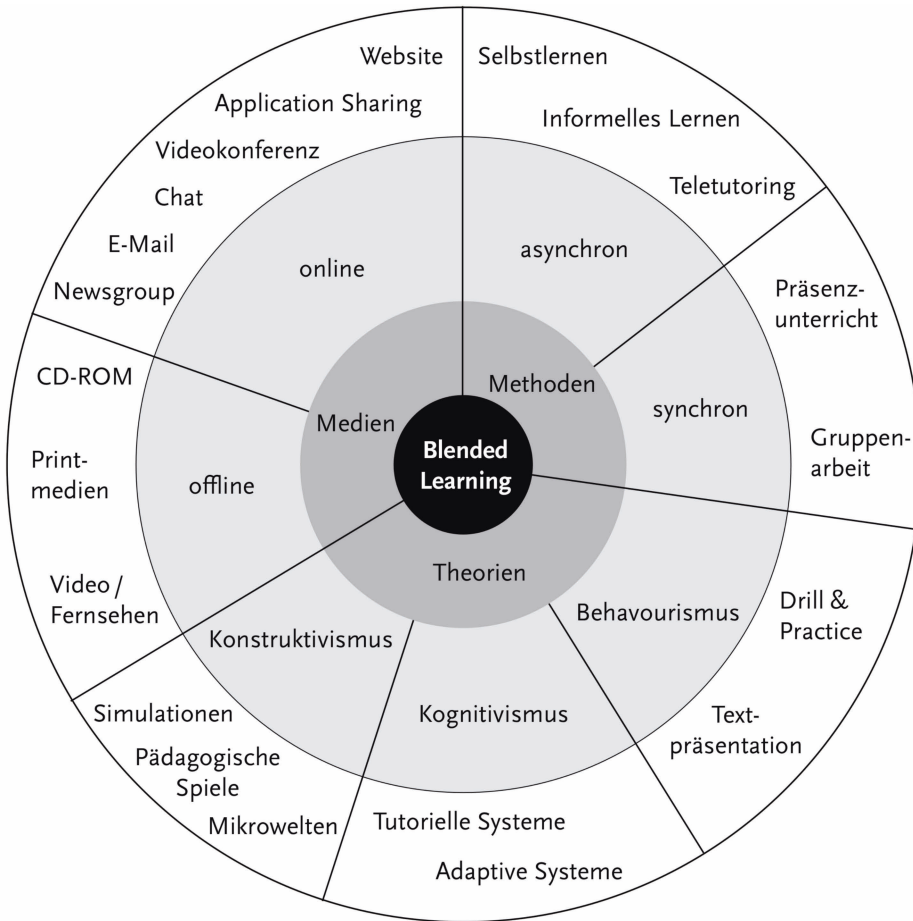 Website
Application Sharing
Videokonferenz
Chat
E-Mail
Newsgroup
Selbstlernen
Informelles Lernen
Teletutoring
online
asynchron
Präsenz-
unterricht
CD-ROM
Medien
Methoden
synchron
Gruppen-
arbeit
Print-
medien
offline
Blended
Learning
Theorien
Video /
Fernsehen
Konstruktivismus
Behavourismus
Drill &
Practice
Simulationen
Pädagogische
Spiele
Mikrowelten
Kognitivismus
Text-
präsentation
Tutorielle Systeme
Adaptive Systeme